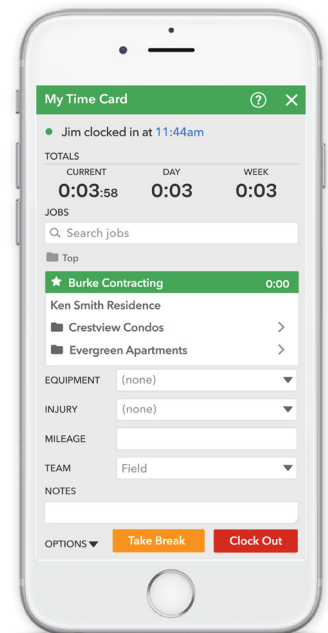 My Time Card
Jim clocked in at 11:44am
TOTALS
CURRENT DAY WEEK
0:03:58 0:03 0:03
JOBS
Search jobs
Top
Burke Contracting 0:00
Ken Smith Residence
Crestview Condos
Evergreen Apartments
EQUIPMENT (none)
INJURY (none)
MILEAGE
TEAM Field
NOTES
OPTIONS Take Break Clock Out